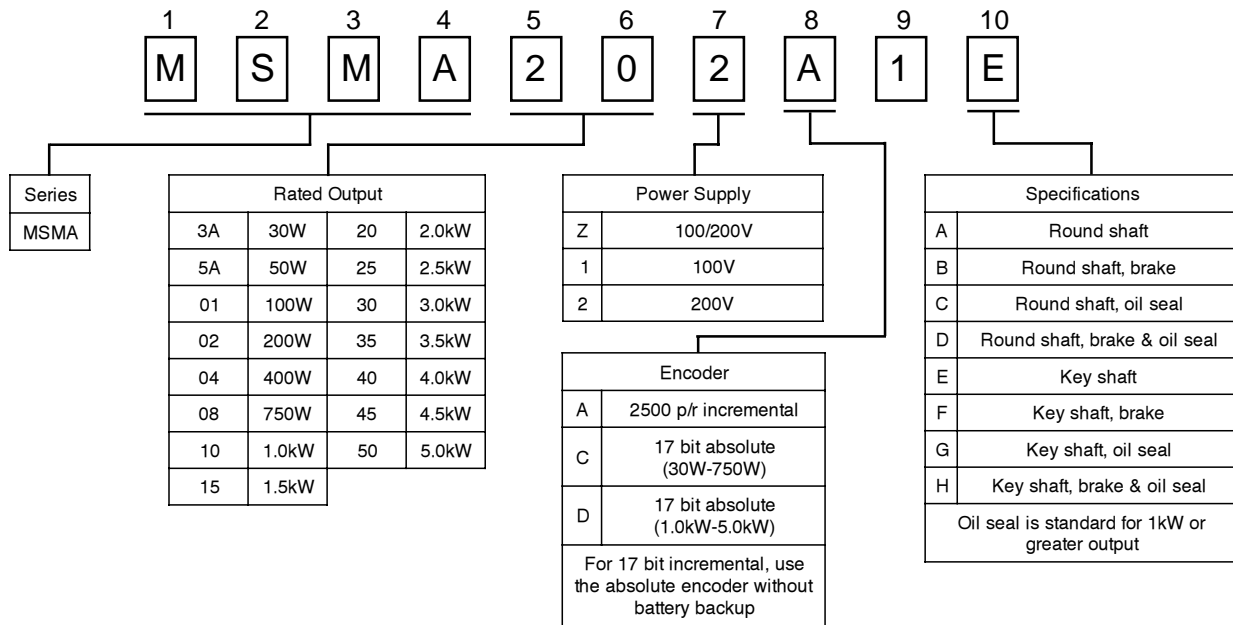 1 2 3 4 5 6 7 8 9 10
M S M A 2 0 2 A 1 E
Series
MSMA
Rated Output
3A 30W 20 2.0kW
5A 50W 25 2.5kW
01 100W 30 3.0kW
02 200W 35 3.5kW
04 400W 40 4.0kW
08 750W 45 4.5kW
10 1.0kW 50 5.0kW
15 1.5kW
Power Supply
Z 100/200V
1 100V
2 200V
Encoder
A 2500 p/r incremental
C 17 bit absolute
(30W-750W)
D 17 bit absolute
(1.0kW-5.0kW)
For 17 bit incremental, use
the absolute encoder without
battery backup
Specifications
A Round shaft
B Round shaft, brake
C Round shaft, oil seal
D Round shaft, brake & oil seal
E Key shaft
F Key shaft, brake
G Key shaft, oil seal
H Key shaft, brake & oil seal
Oil seal is standard for 1kW or
greater output